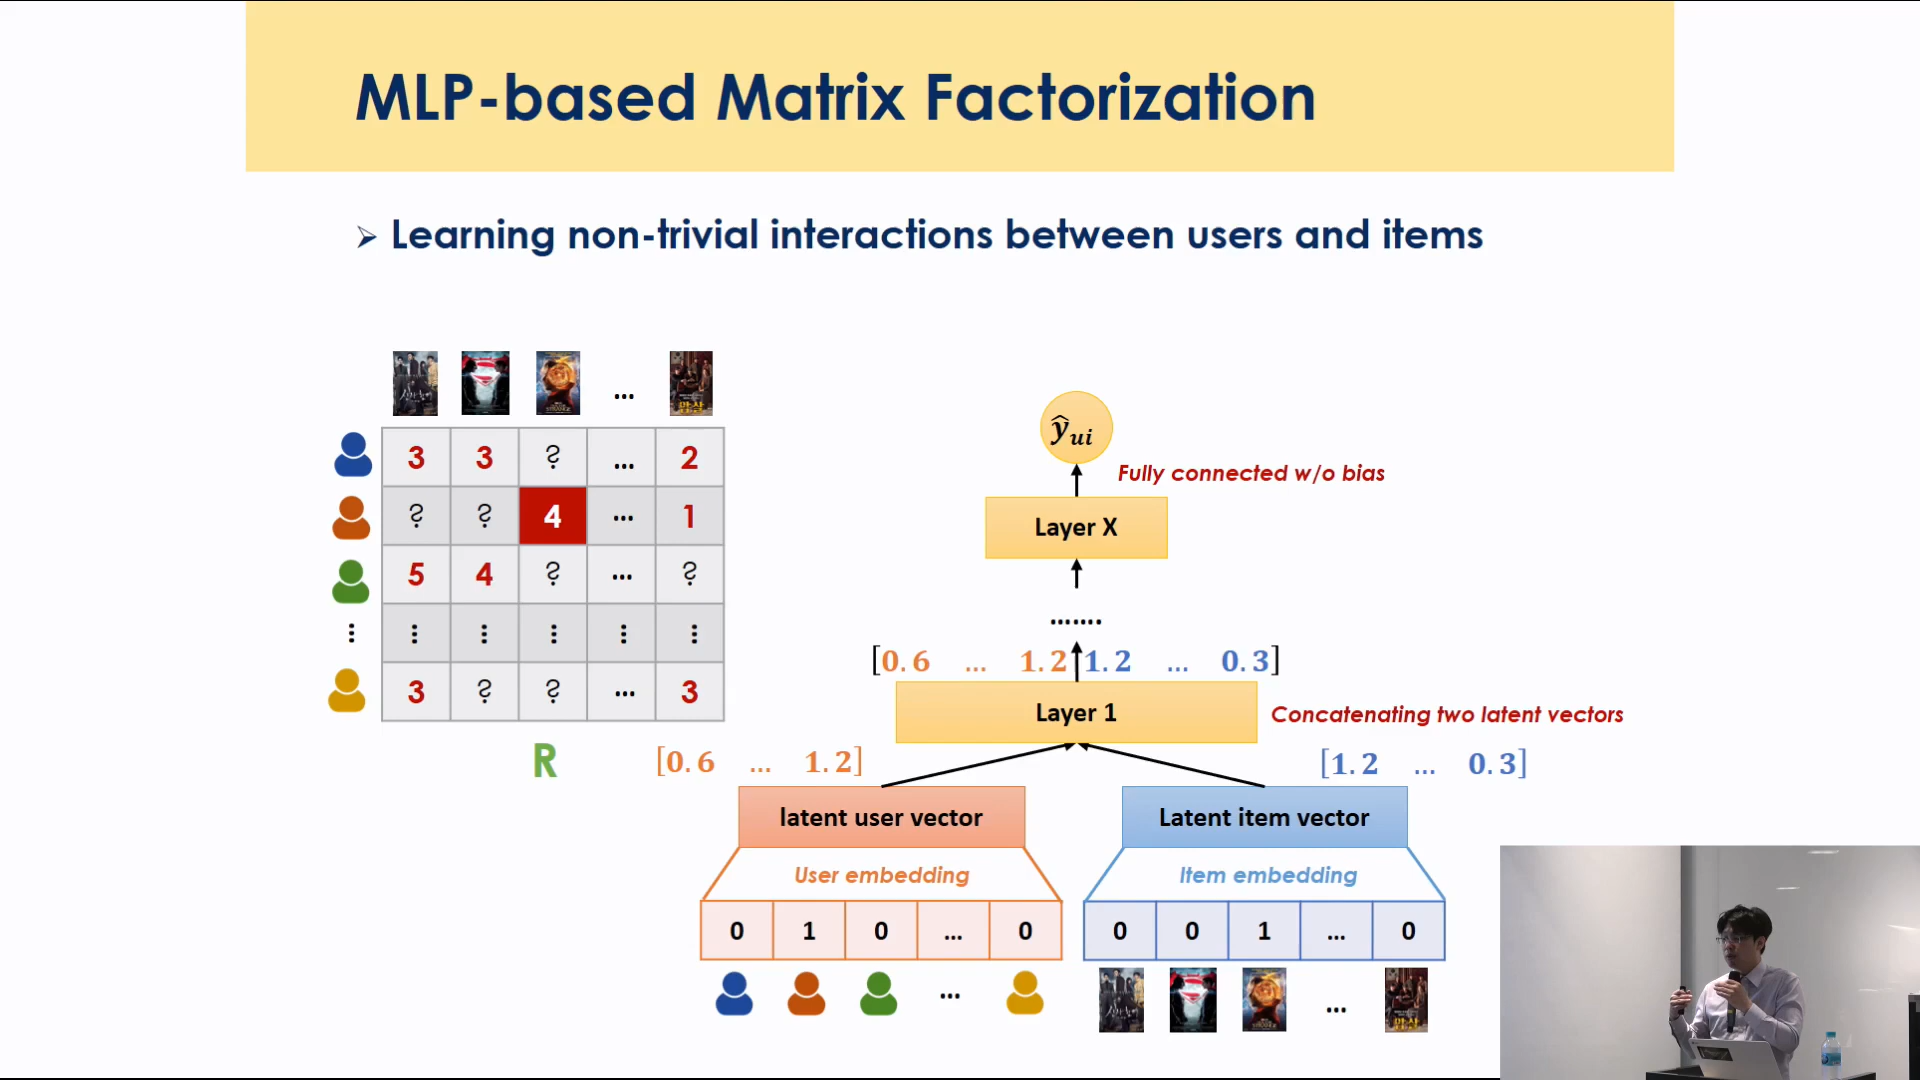 MLP-based Matrix Factorization
➢ Learning non-trivial interactions between users and items
...
3 3 ? ... 2
? ? 4 ... 1
5 4 ? ... ?
⋮ ⋮ ⋮ ⋮ ⋮ ⋮
3 ? ? ... 3
R
ŷui
Fully connected w/o bias
Layer X
.......
[0.6 ... 1.2 1.2 ... 0.3]
Layer 1
Concatenating two latent vectors
[0.6 ... 1.2]
[1.2 ... 0.3]
latent user vector
Latent item vector
User embedding
Item embedding
0 1 0 ... 0
0 0 1 ... 0
...
...